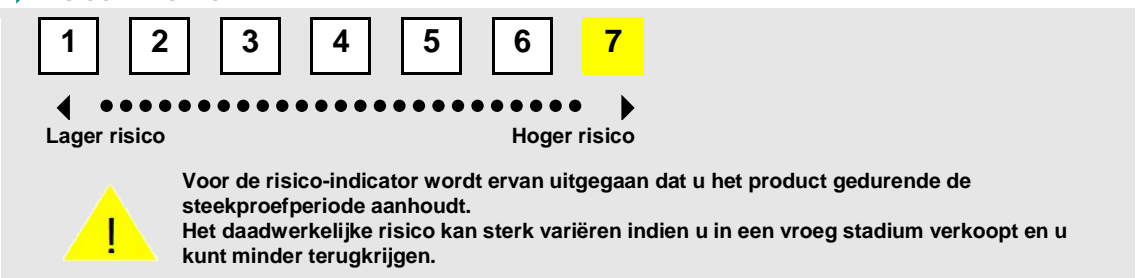 1 2 3 4 5 6 7
Lager risico Hoger risico
Voor de risico-indicator wordt ervan uitgegaan dat u het product gedurende de
steekproefperiode aanhoudt.
!
Het daadwerkelijke risico kan sterk variëren indien u in een vroeg stadium verkoopt en u
kunt minder terugkrijgen.